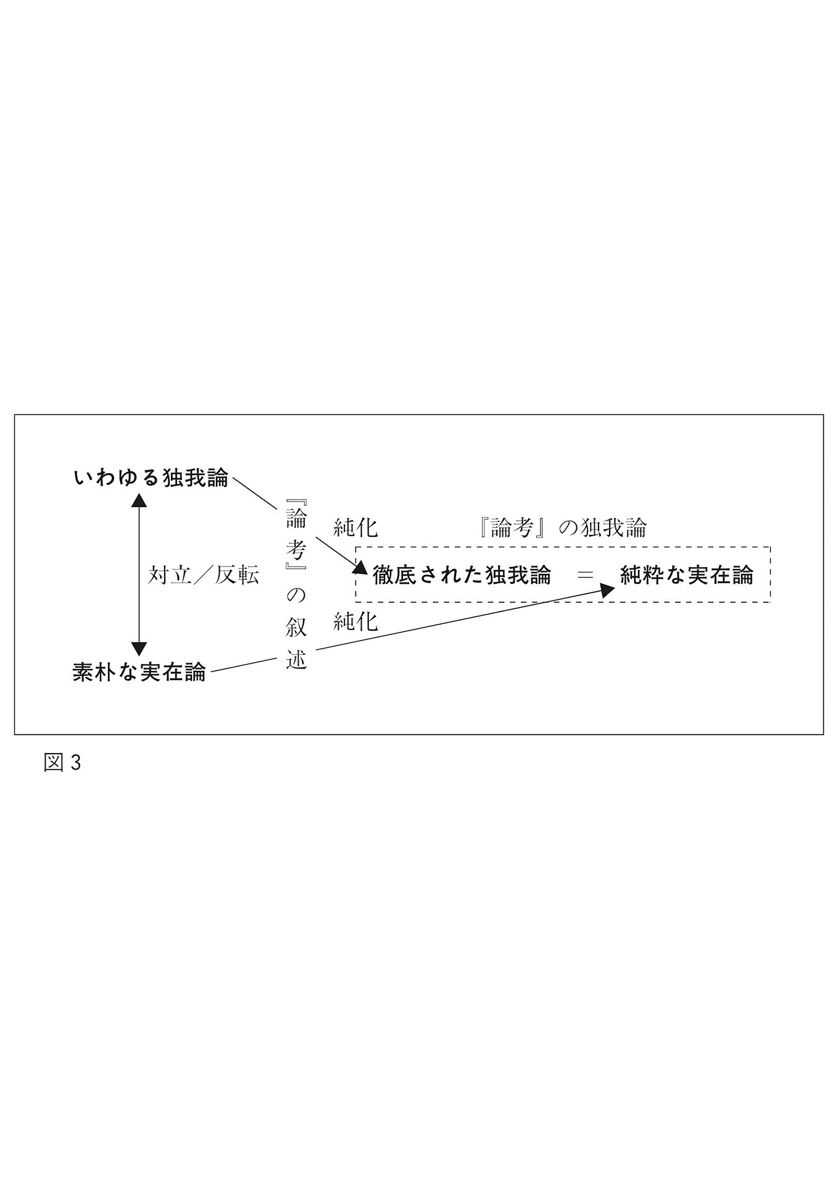 いわゆる独我論
対立／反転
素朴な実在論
『論考』の叙述
純化
純化
『論考』の独我論
徹底された独我論 ＝ 純粋な実在論
図 3